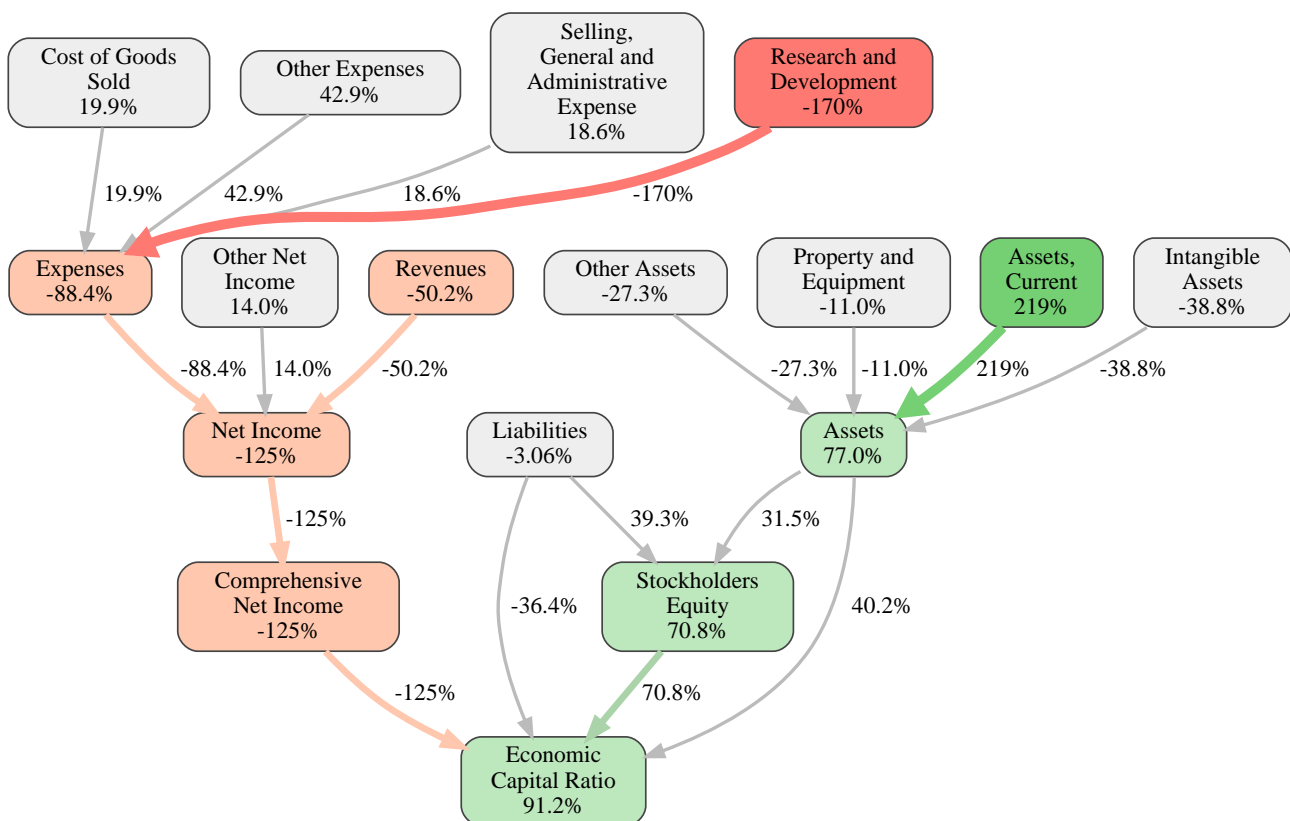 Cost of Goods
Sold
19.9%
Other Expenses
42.9%
Selling,
General and
Administrative
Expense
18.6%
Research and
Development
-170%
19.9%
42.9%
18.6%
-170%
Expenses
-88.4%
Other Net
Income
14.0%
Revenues
-50.2%
Other Assets
-27.3%
Property and
Equipment
-11.0%
Assets,
Current
219%
Intangible
Assets
-38.8%
-88.4%
14.0%
-50.2%
-27.3%
-11.0%
219%
-38.8%
Net Income
-125%
Liabilities
-3.06%
Assets
77.0%
-125%
39.3%
31.5%
Comprehensive
Net Income
-125%
-36.4%
Stockholders
Equity
70.8%
40.2%
-125%
70.8%
Economic
Capital Ratio
91.2%